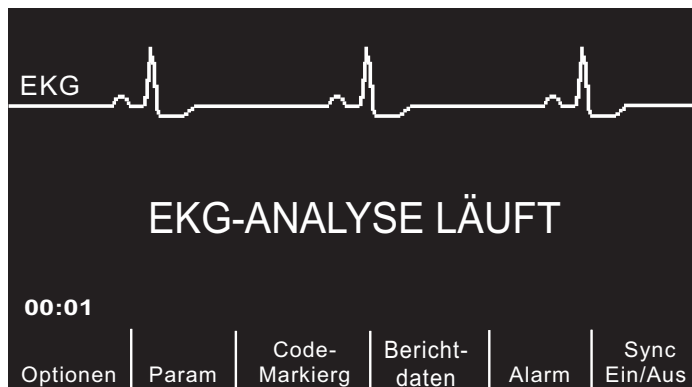 EKG
EKG-ANALYSE LÄUFT
00:01
Optionen
Param
Code-
Markierg
Bericht-
daten
Alarm
Sync
Ein/Aus